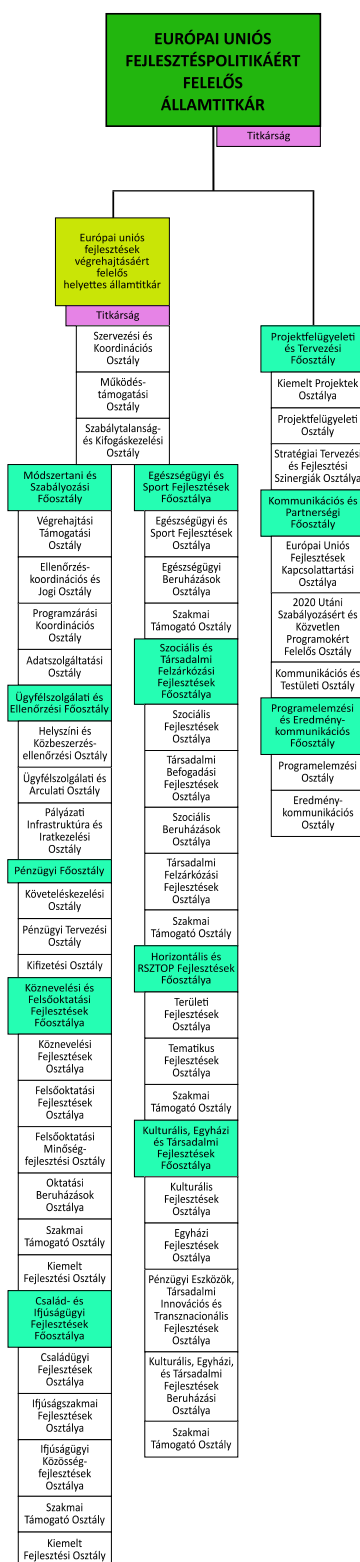 EURÓPAI UNIÓS
FEJLESZTÉSPOLITIKÁÉRT
FELELŐS
ÁLLAMTITKÁR
Titkárság
Európai uniós
fejlesztések
végrehajtásáért
felelős
helyettes államtitkár
Titkárság
Szervezési és
Koordinációs
Osztály
Működés-
támogatási
Osztály
Szabálytalanság-
és Kifogáskezelési
Osztály
Módszertani és
Szabályozási
Főosztály
Végrehajtási
Támogatási
Osztály
Ellenőrzés-
koordinációs és
Jogi Osztály
Programzárási
Koordinációs
Osztály
Adatszolgáltatási
Osztály
Ügyfélszolgálati és
Ellenőrzési Főosztály
Helyszíni és
Közbeszerzés-
ellenőrzési Osztály
Ügyfélszolgálati és
Arculati Osztály
Pályázati
Infrastruktúra és
Iratkezelési
Osztály
Pénzügyi Főosztály
Követeléskezelési
Osztály
Pénzügyi Tervezési
Osztály
Kifizetési Osztály
Köznevelési és
Felsőoktatási
Fejlesztések
Főosztálya
Köznevelési
Fejlesztések
Osztálya
Felsőoktatási
Fejlesztések
Osztálya
Felsőoktatási
Minőség-
fejlesztési Osztály
Oktatási
Beruházások
Osztálya
Szakmai
Támogató Osztály
Kiemelt
Fejlesztési Osztály
Család- és
Ifjúságügyi
Fejlesztések
Főosztálya
Családügyi
Fejlesztések
Osztálya
Ifjúságszakmai
Fejlesztések
Osztálya
Ifjúságügyi
Közösség-
fejlesztések
Osztálya
Szakmai
Támogató Osztály
Kiemelt
Fejlesztési Osztály
Egészségügyi és
Sport Fejlesztések
Főosztálya
Egészségügyi és
Sport Fejlesztések
Osztálya
Egészségügyi
Beruházások
Osztálya
Szakmai
Támogató Osztály
Szociális és
Társadalmi
Felzárkózási
Fejlesztések
Főosztálya
Szociális
Fejlesztések
Osztálya
Társadalmi
Befogadási
Fejlesztések
Osztálya
Szociális
Beruházások
Osztálya
Társadalmi
Felzárkózási
Fejlesztések
Osztálya
Szakmai
Támogató Osztály
Horizontális és
RSZTOP Fejlesztések
Főosztálya
Területi
Fejlesztések
Osztálya
Tematikus
Fejlesztések
Osztálya
Szakmai
Támogató Osztály
Kulturális, Egyházi
és Társadalmi
Fejlesztések
Főosztálya
Kulturális
Fejlesztések
Osztálya
Egyházi
Fejlesztések
Osztálya
Pénzügyi Eszközök,
Társadalmi
Innovációs és
Transznacionális
Fejlesztések
Osztálya
Kulturális, Egyházi,
és Társadalmi
Fejlesztések
Beruházási
Osztálya
Szakmai
Támogató Osztály
Projektfelügyeleti
és Tervezési
Főosztály
Kiemelt Projektek
Osztálya
Projektfelügyeleti
Osztály
Stratégiai Tervezési
és Fejlesztési
Szinergiák Osztálya
Kommunikációs és
Partnerségi
Főosztály
Európai Uniós
Fejlesztések
Kapcsolattartási
Osztálya
2020 Utáni
Szabályozásért és
Közvetlen
Programokért
Felelős Osztály
Kommunikációs és
Testületi Osztály
Programelemzési
és Eredmény-
kommunikációs
Főosztály
Programelemzési
Osztály
Eredmény-
kommunikációs
Osztály